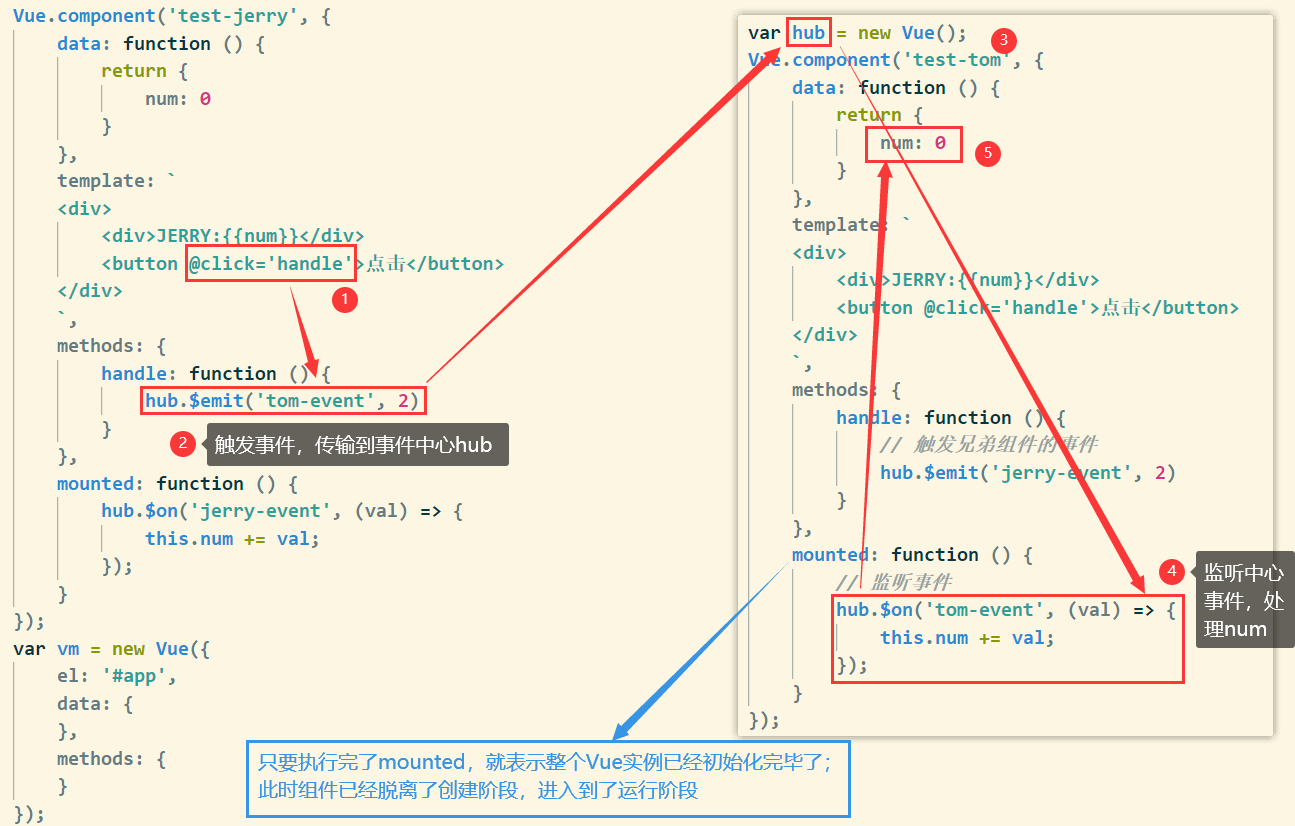 Vue.component('test-jerry', {
data: function () {
return {
num: 0
}
},
template: `
<div>
<div>JERRY:{{num}}</div>
<button @click='handle'>点击</button>
</div>
`,
methods: {
handle: function () {
hub.$emit('tom-event', 2)
}
},
mounted: function () {
hub.$on('jerry-event', (val) => {
this.num += val;
});
}
});
var vm = new Vue({
el: '#app',
data: {
},
methods: {
}
});
1
2
触发事件，传输到事件中心hub
var hub = new Vue();
Vue.component('test-tom', {
data: function () {
return {
num: 0
}
},
template: `
<div>
<div>JERRY:{{num}}</div>
<button @click='handle'>点击</button>
</div>
`,
methods: {
handle: function () {
// 触发兄弟组件的事件
hub.$emit('jerry-event', 2)
}
},
mounted: function () {
// 监听事件
hub.$on('tom-event', (val) => {
this.num += val;
});
}
});
3
5
4
监听中心
事件，处
理num
只要执行完了mounted，就表示整个Vue实例已经初始化完毕了；
此时组件已经脱离了创建阶段，进入到了运行阶段